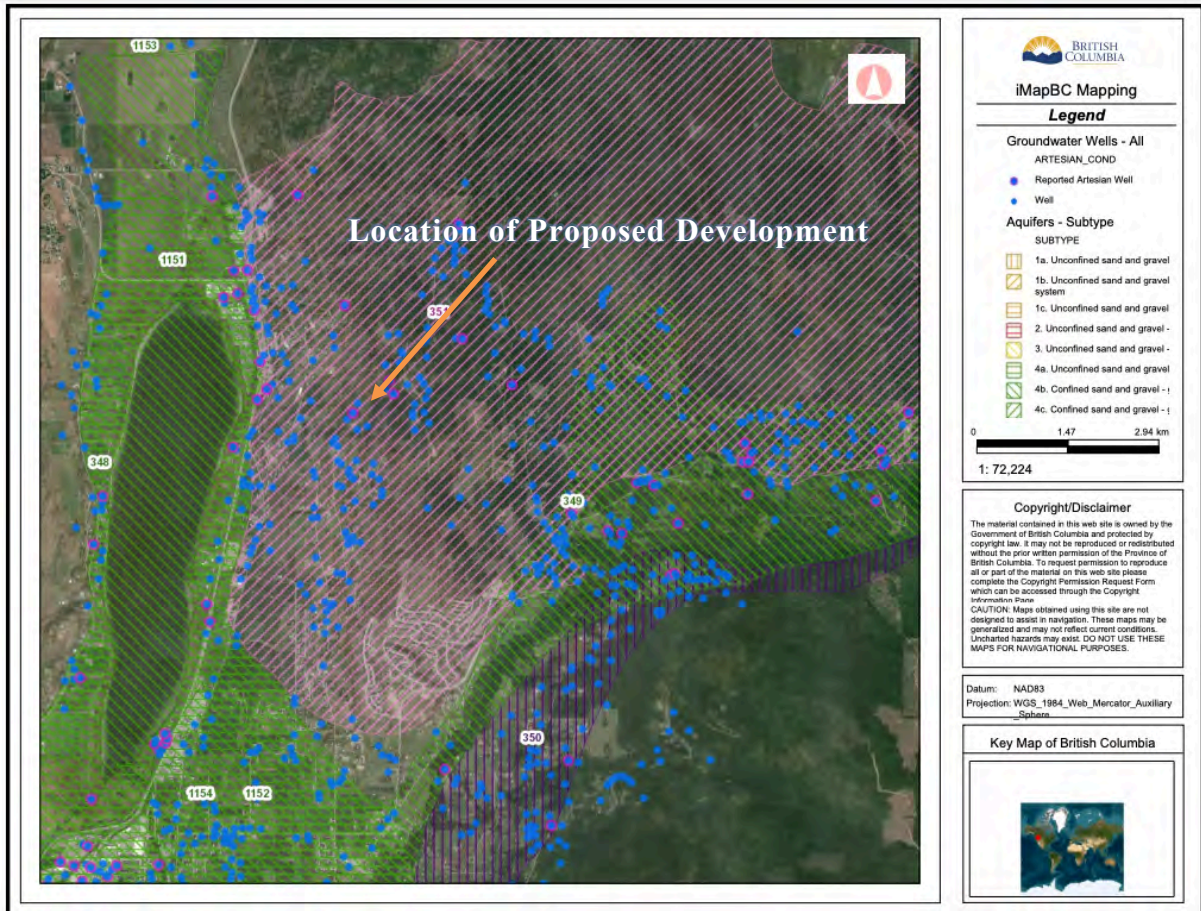 1153
1151
Location of Proposed Development
351
348
349
350
1154
1152
BRITISH
COLUMBIA
iMapBC Mapping
Legend
Groundwater Wells - All
ARTESIAN_COND
Reported Artesian Well
Well
Aquifers - Subtype
SUBTYPE
1a. Unconfined sand and gravel
1b. Unconfined sand and gravel
system
1c. Unconfined sand and gravel
2. Unconfined sand and gravel -
3. Unconfined sand and gravel -
4a. Unconfined sand and gravel
4b. Confined sand and gravel -
4c. Confined sand and gravel -
0 1.47 2.94 km
1: 72,224
Copyright/Disclaimer
The material contained in this web site is owned by the
Government of British Columbia and protected by
copyright law. It may not be reproduced or redistributed
without the prior written permission of the Province of
British Columbia. To request permission to reproduce
all or part of the material on this web site please
complete the Copyright Permission Request Form
which can be accessed through the Copyright
Information Page.
CAUTION: Maps obtained using this site are not
designed to assist in navigation. These maps may be
generalized and may not reflect current conditions.
Uncharted hazards may exist. DO NOT USE THESE
MAPS FOR NAVIGATIONAL PURPOSES.
Datum: NAD83
Projection: WGS_1984_Web_Mercator_Auxiliary
_Sphere
Key Map of British Columbia